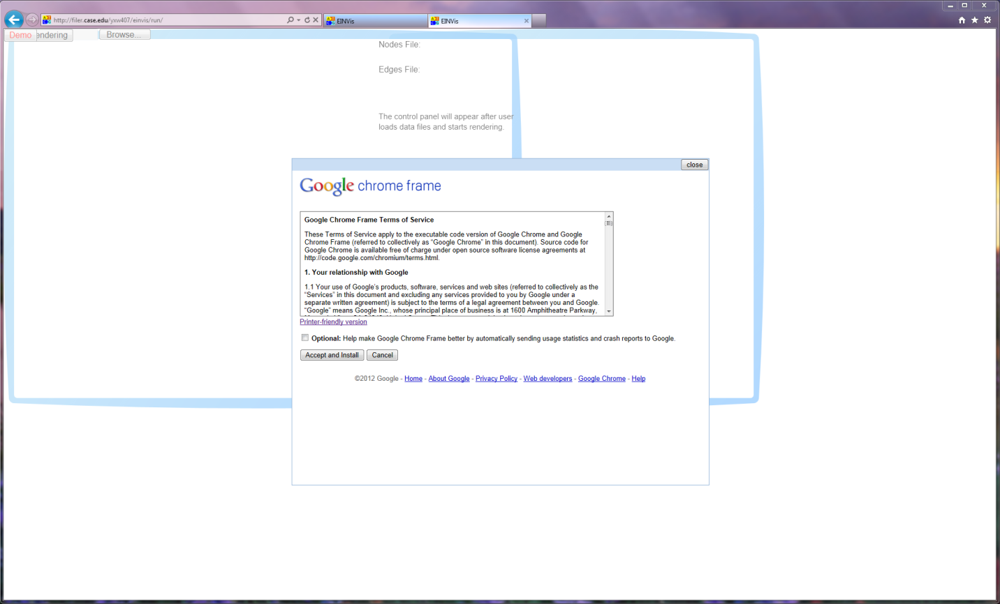 http://filer.case.edu/yxw407/einvis/run/
EINVis
EINVis
Demo
endering
Browse...
Nodes File:
Edges File:
The control panel will appear after user
loads data files and starts rendering.
close
Google chrome frame
Google Chrome Frame Terms of Service
These Terms of Service apply to the executable code version of Google Chrome and Google
Chrome Frame (referred to collectively as “Google Chrome” in this document). Source code for
Google Chrome is available free of charge under open source software license agreements at
http://code.google.com/chromium/terms.html.
1. Your relationship with Google
1.1 Your use of Google’s products, software, services and web sites (referred to collectively as the
“Services” in this document and excluding any services provided to you by Google under a
separate written agreement) is subject to the terms of a legal agreement between you and Google.
“Google” means Google Inc., whose principal place of business is at 1600 Amphitheatre Parkway,
Printer-friendly version
Optional: Help make Google Chrome Frame better by automatically sending usage statistics and crash reports to Google.
Accept and Install
Cancel
©2012 Google - Home - About Google - Privacy Policy - Web developers - Google Chrome - Help